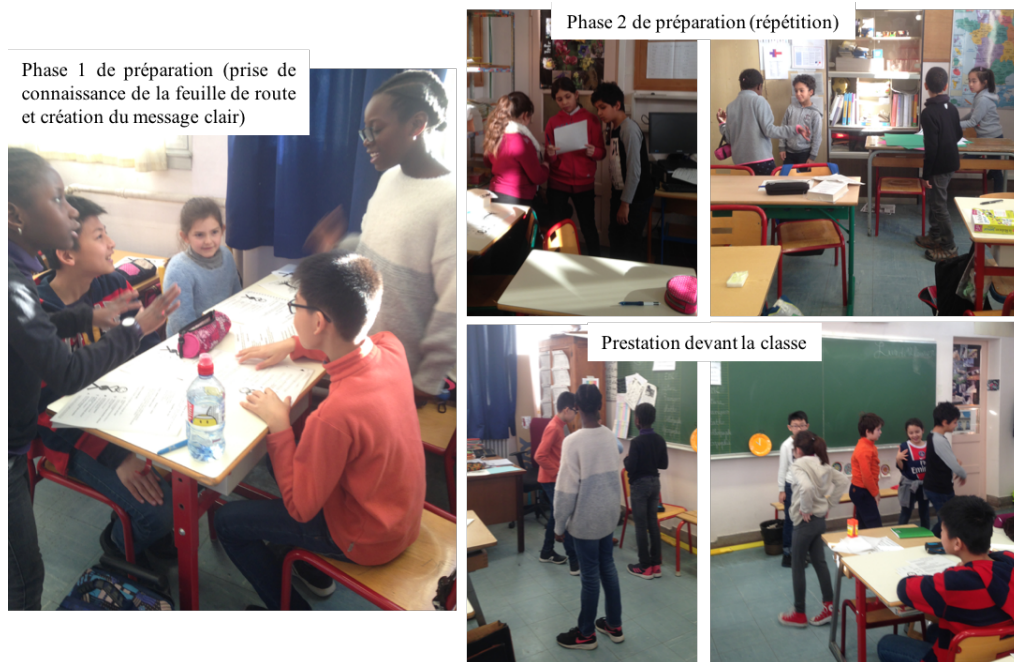 Phase 1 de préparation (prise de
connaissance de la feuille de route
et création du message clair)
Phase 2 de préparation (répétition)
Prestation devant la classe